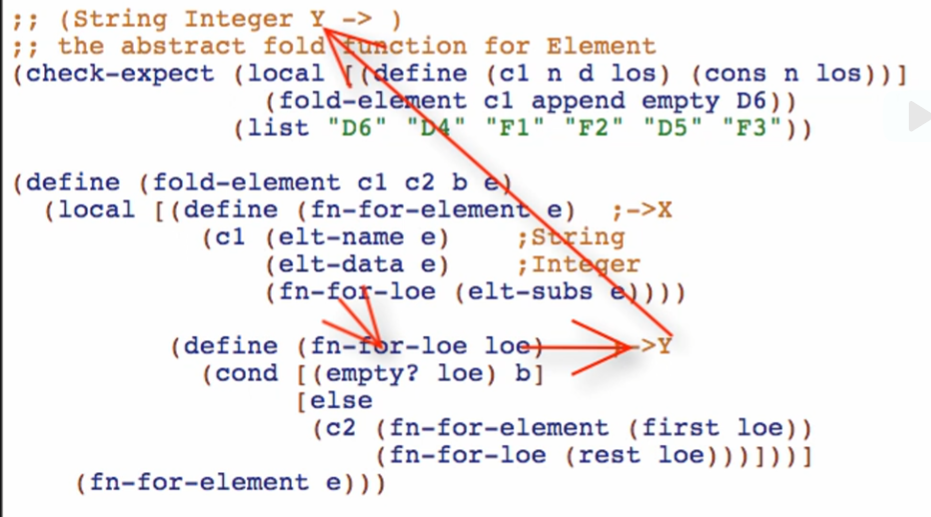 ;; (String Integer Y -> )
;; the abstract fold function for Element
(check-expect (local [(define (c1 n d los) (cons n los))]
(fold-element c1 append empty D6))
(list "D6" "D4" "F1" "F2" "D5" "F3"))
(define (fold-element c1 c2 b e)
(local [(define (fn-for-element e) ;->X
(c1 (elt-name e) ;String
(elt-data e) ;Integer
(fn-for-loe (elt-subs e))))
(define (fn-for-loe loe) ;->Y
(cond [(empty? loe) b]
[else
(c2 (fn-for-element (first loe))
(fn-for-loe (rest loe)))]))]
(fn-for-element e)))